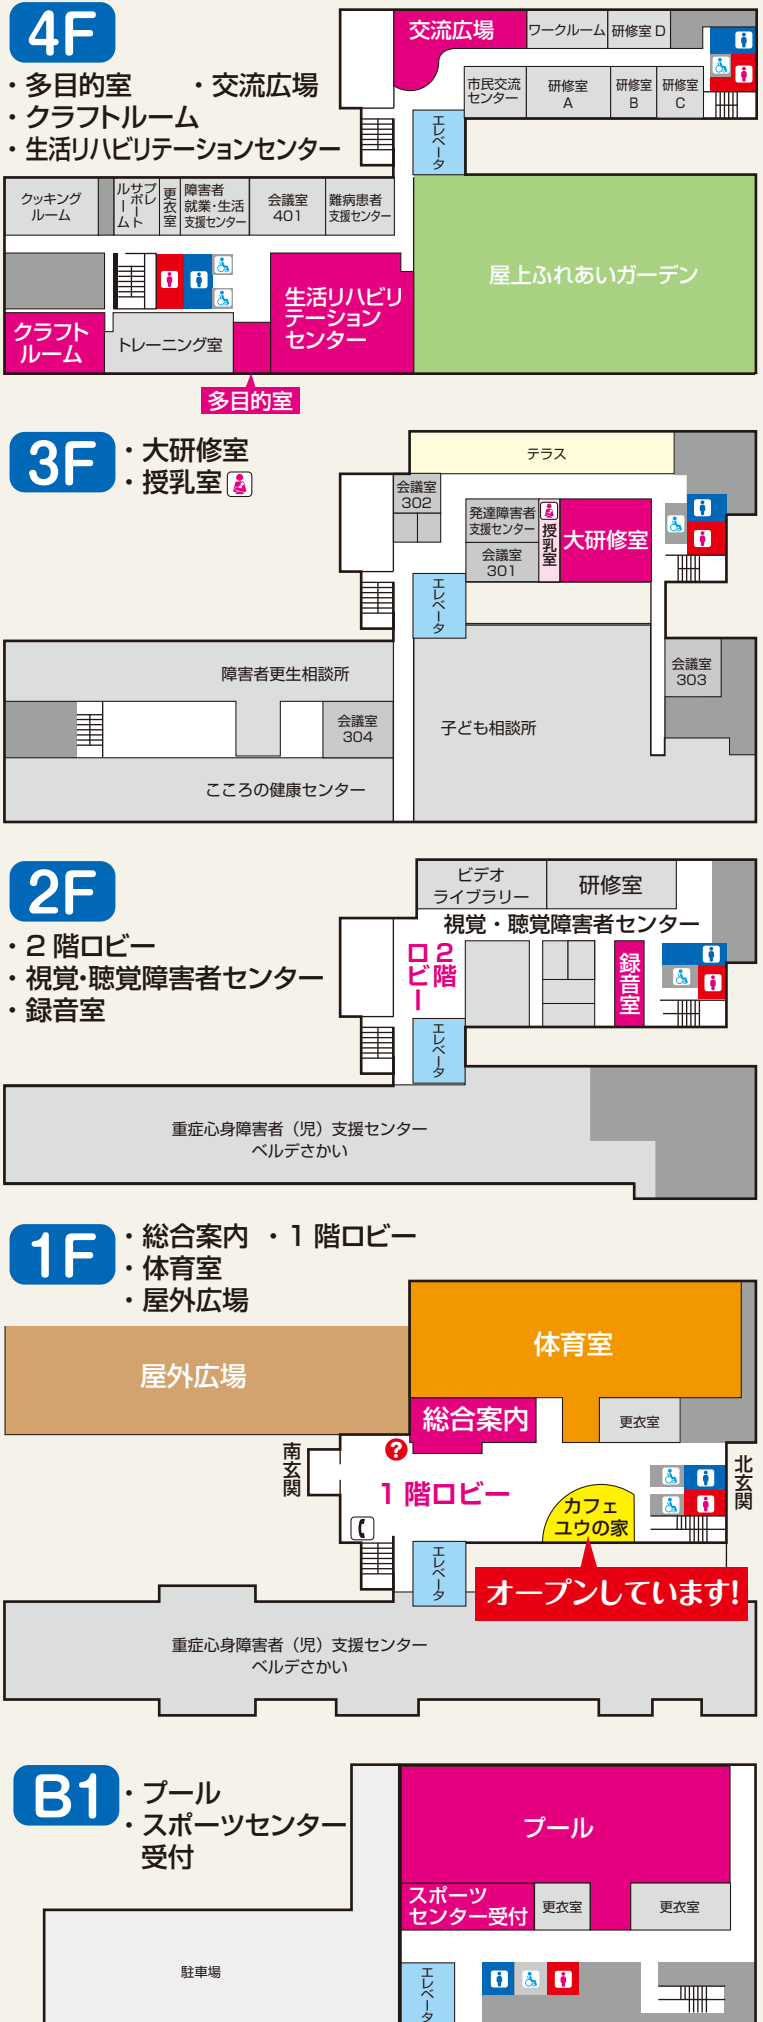 4F
・多目的室　・交流広場
・クラフトルーム
・生活リハビリテーションセンター
交流広場
ワークルーム
研修室 D
市民交流
センター
研修室
A
研修室
B
研修室
C
エレベータ
クッキング
ルーム
サポレート
ルーム
更衣室
障害者
就業・生活
支援センター
会議室
401
難病患者
支援センター
屋上ふれあいガーデン
生活リハビリ
テーション
センター
クラフト
ルーム
トレーニング室
多目的室
3F
・大研修室
・授乳室
テラス
会議室
302
発達障害者
支援センター
会議室
301
授乳室
大研修室
エレベータ
障害者更生相談所
会議室
303
会議室
304
子ども相談所
こころの健康センター
2F
・2 階ロビー
・視覚・聴覚障害者センター
・録音室
ビデオ
ライブラリー
研修室
視覚・聴覚障害者センター
2階
ロビー
録音室
エレベータ
重症心身障害者（児）支援センター
ベルデさかい
1F
・総合案内 ・1 階ロビー
・体育室
・屋外広場
体育室
屋外広場
総合案内
更衣室
?
南玄関
北玄関
1 階ロビー
カフェ
ユウの家
エレベータ
オープンしています!
重症心身障害者（児）支援センター
ベルデさかい
B1
・プール
・スポーツセンター
受付
プール
スポーツ
センター受付
更衣室
更衣室
駐車場
エレベータ